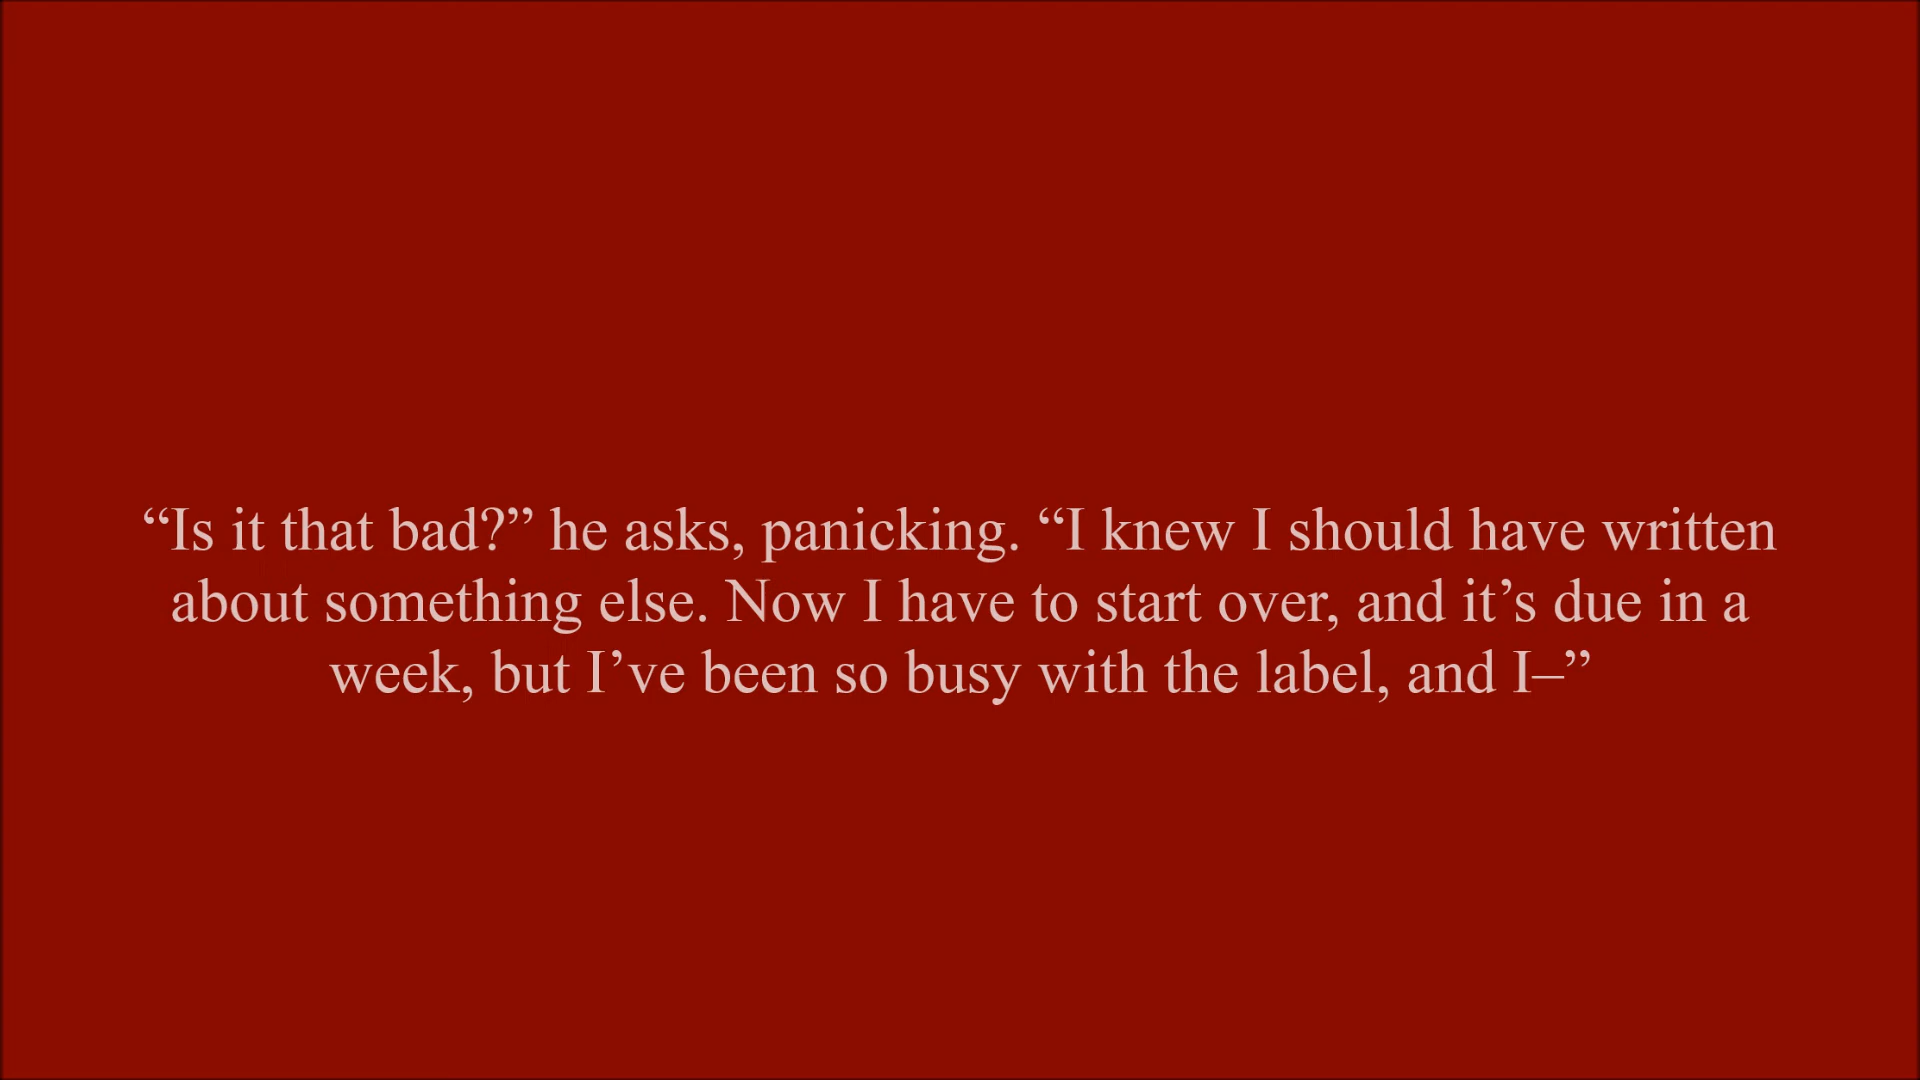 “Is it that bad?” he asks, panicking. “I knew I should have written
about something else. Now I have to start over, and it’s due in a
week, but I’ve been so busy with the label, and I–”